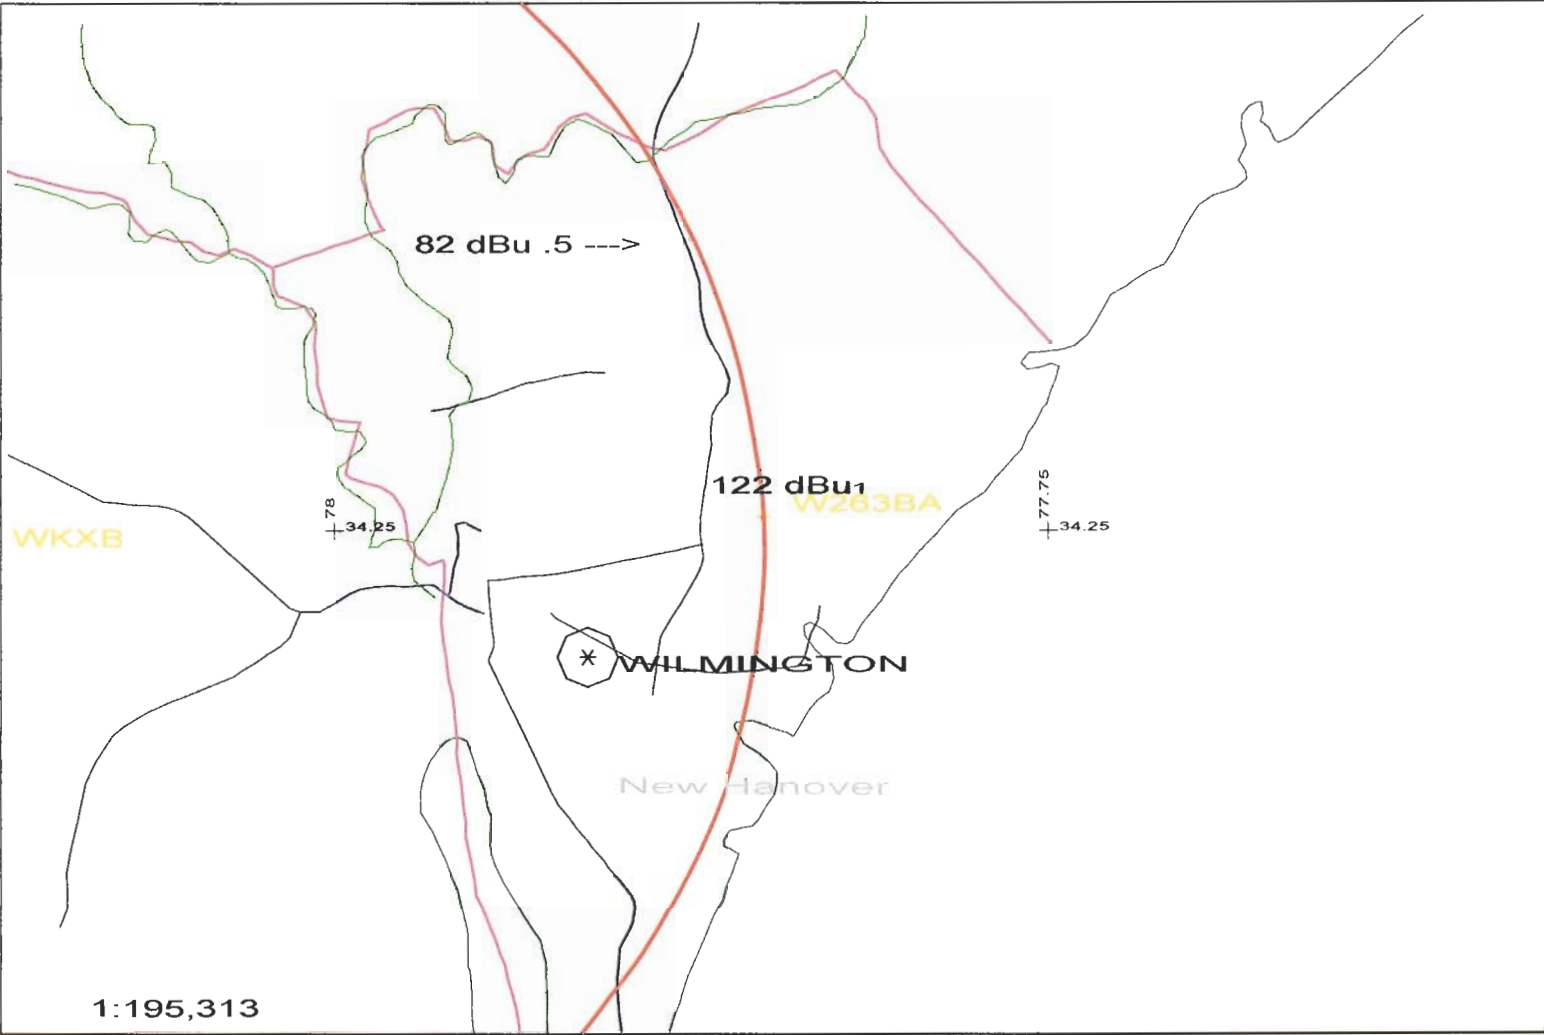 82 dBu .5 --->
122 dBu1
W263BA
77.75
34.25
78
34.25
WKXB
WILMINGTON
New Hanover
1:195,313